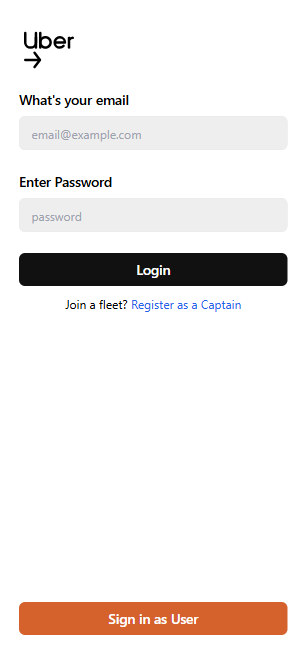 Uber
→
What's your email
email@example.com
Enter Password
password
Login
Join a fleet? Register as a Captain
Sign in as User